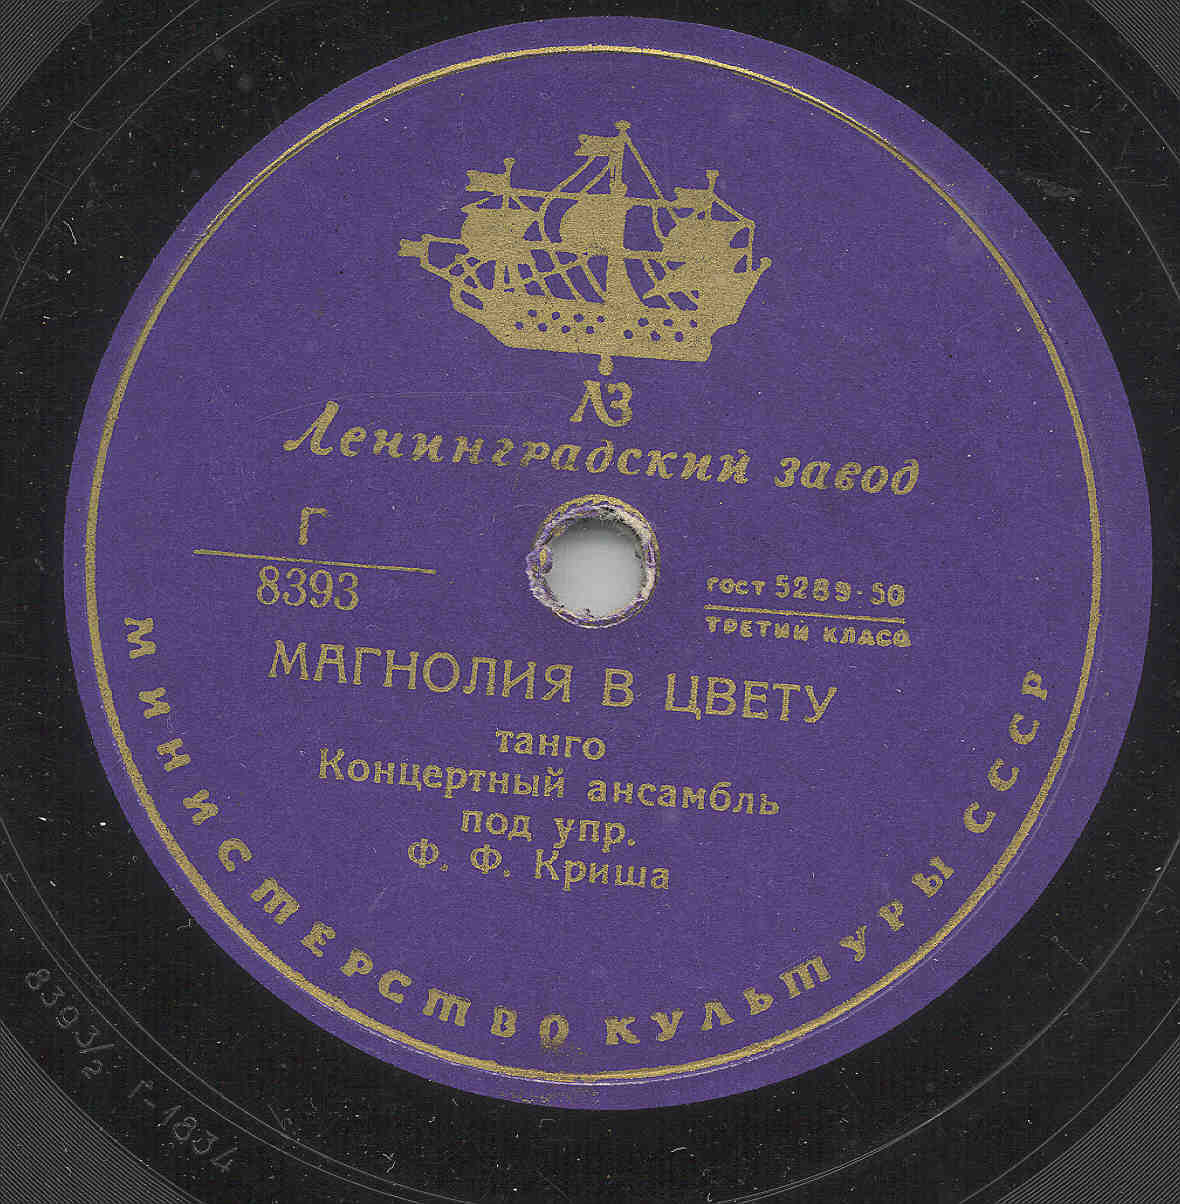 ЛЗ
Ленинградский завод
Г
8393
ГОСТ 5289-50
ТРЕТИЙ КЛАСС
МАГНОЛИЯ В ЦВЕТУ
танго
Концертный ансамбль
под упр.
Ф. Ф. Криша
МИНИСТЕРСТВО КУЛЬТУРЫ СССР
8393/2 Г-1834